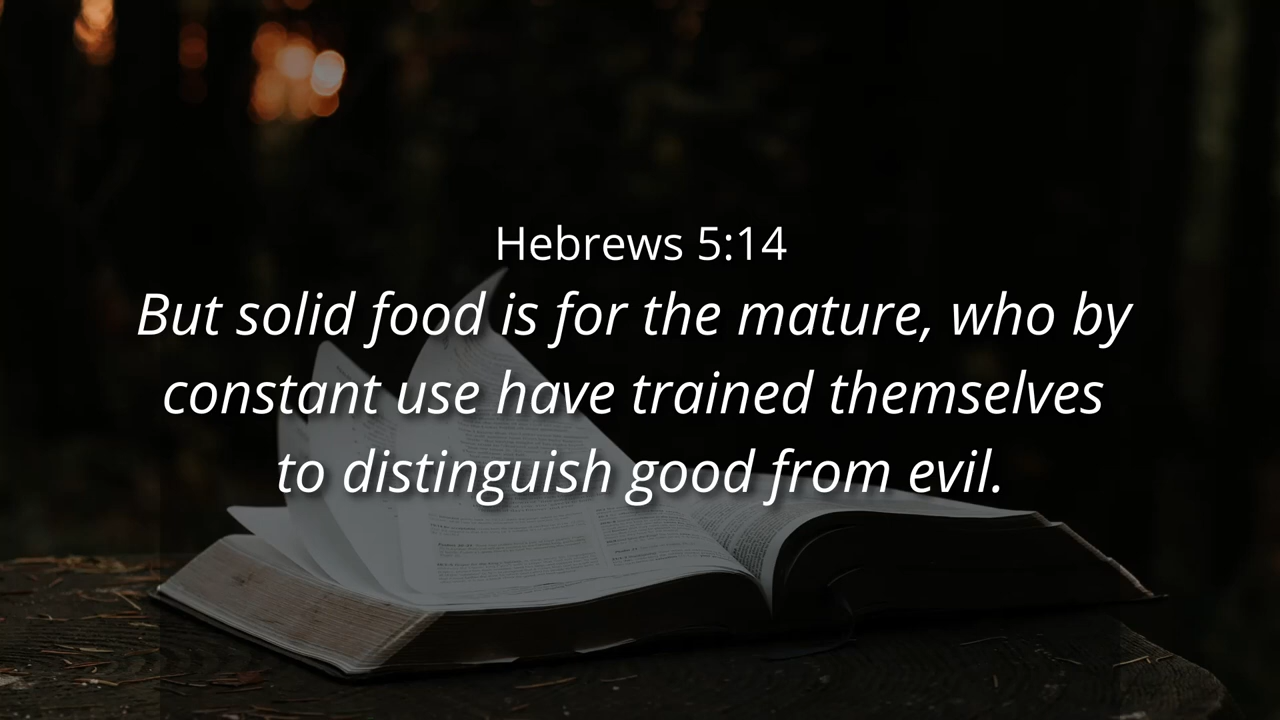 Hebrews 5:14
But solid food is for the mature, who by
constant use have trained themselves
to distinguish good from evil.